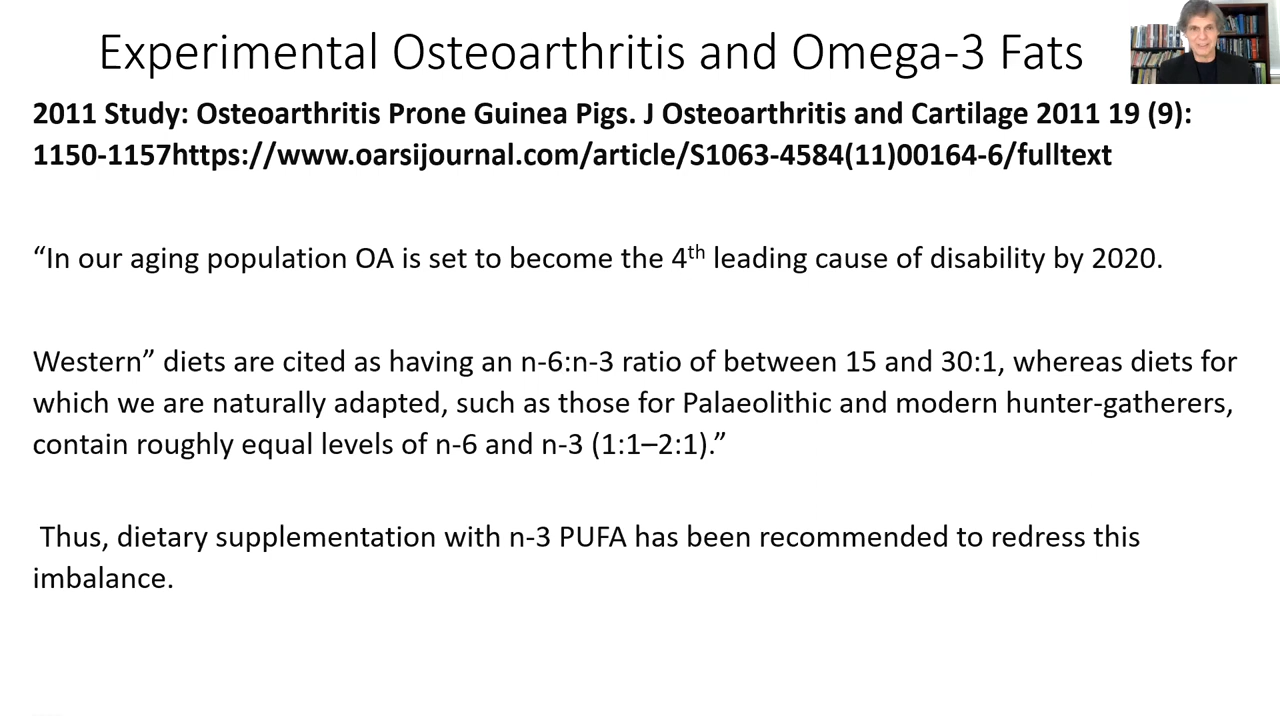 Experimental Osteoarthritis and Omega-3 Fats
2011 Study: Osteoarthritis Prone Guinea Pigs. J Osteoarthritis and Cartilage 2011 19 (9):
1150-1157https://www.oarsijournal.com/article/S1063-4584(11)00164-6/fulltext
“In our aging population OA is set to become the 4th leading cause of disability by 2020.
Western” diets are cited as having an n-6:n-3 ratio of between 15 and 30:1, whereas diets for
which we are naturally adapted, such as those for Palaeolithic and modern hunter-gatherers,
contain roughly equal levels of n-6 and n-3 (1:1–2:1).”
Thus, dietary supplementation with n-3 PUFA has been recommended to redress this
imbalance.